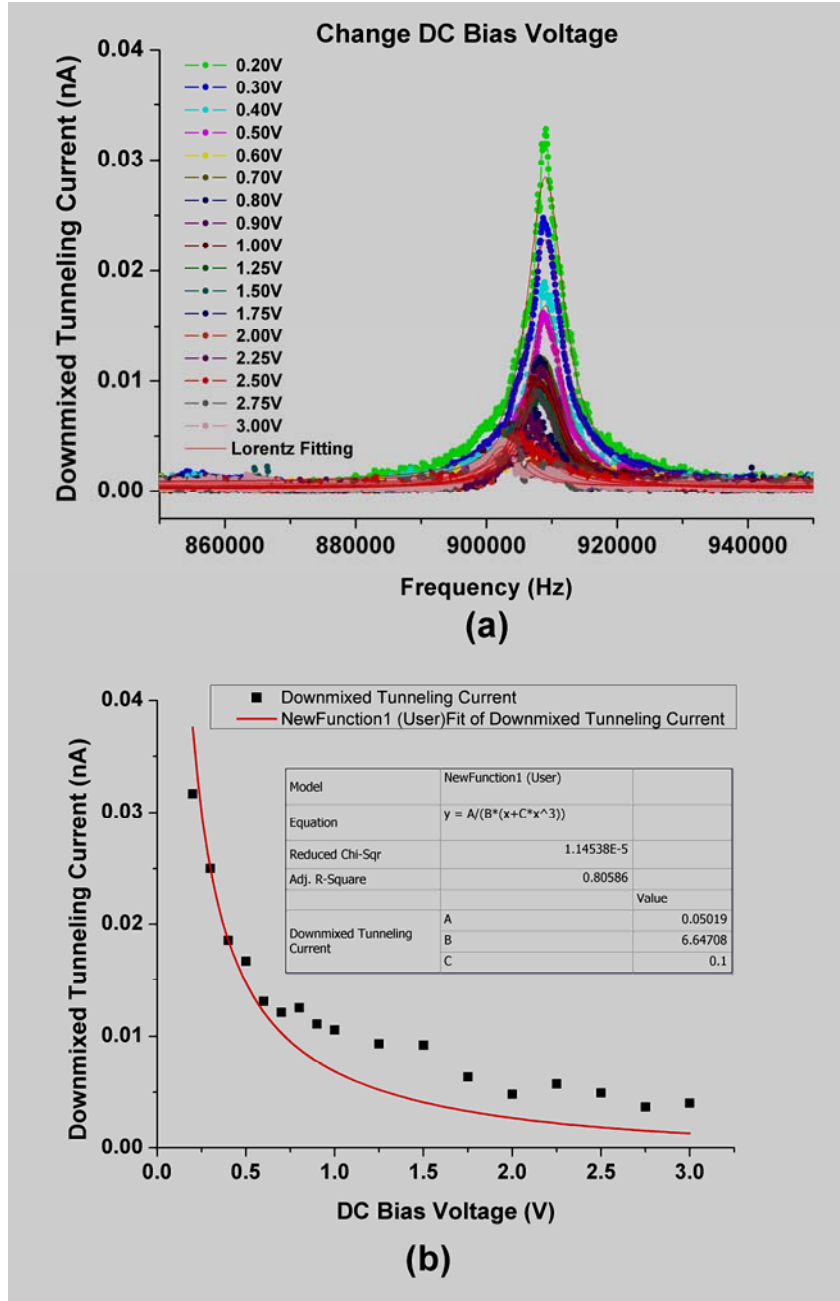 Change DC Bias Voltage
Downmixed Tunneling Current (nA)
0.04
0.03
0.02
0.01
0.00
0.20V
0.30V
0.40V
0.50V
0.60V
0.70V
0.80V
0.90V
1.00V
1.25V
1.50V
1.75V
2.00V
2.25V
2.50V
2.75V
3.00V
Lorentz Fitting
860000 880000 900000 920000 940000
Frequency (Hz)
(a)
Downmixed Tunneling Current (nA)
0.04
0.03
0.02
0.01
0.00
Downmixed Tunneling Current
NewFunction1 (User)Fit of Downmixed Tunneling Current
Model NewFunction1 (User)
Equation y = A/(B*(x+C*x^3))
Reduced Chi-Sqr 1.14538E-5
Adj. R-Square 0.80586
Value
Downmixed Tunneling Current A 0.05019
B 6.64708
C 0.1
0.0 0.5 1.0 1.5 2.0 2.5 3.0
DC Bias Voltage (V)
(b)